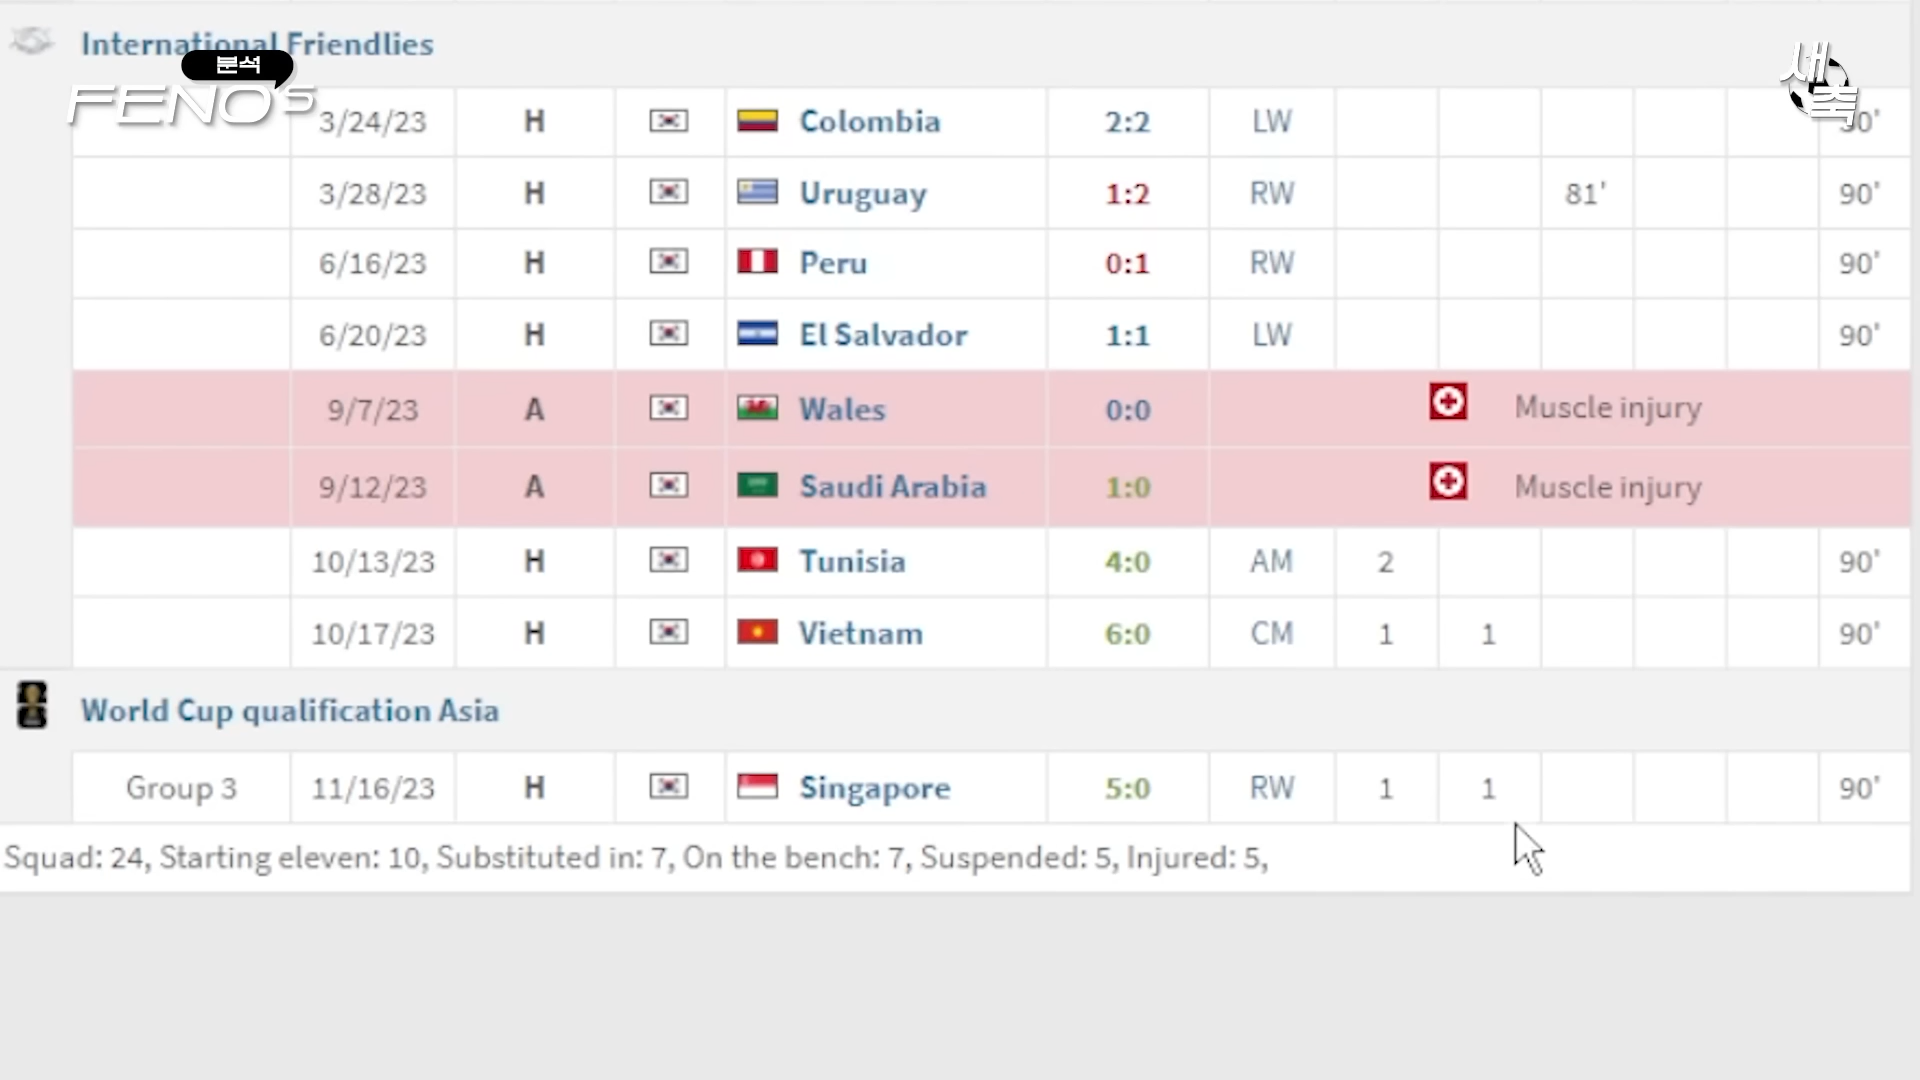 International Friendlies
분석
FENO's
새축
3/24/23 H Colombia 2:2 LW
3/28/23 H Uruguay 1:2 RW 81' 90'
6/16/23 H Peru 0:1 RW 90'
6/20/23 H El Salvador 1:1 LW 90'
9/7/23 A Wales 0:0 Muscle injury
9/12/23 A Saudi Arabia 1:0 Muscle injury
10/13/23 H Tunisia 4:0 AM 2 90'
10/17/23 H Vietnam 6:0 CM 1 1 90'
World Cup qualification Asia
Group 3 11/16/23 H Singapore 5:0 RW 1 1 90'
Squad: 24, Starting eleven: 10, Substituted in: 7, On the bench: 7, Suspended: 5, Injured: 5,